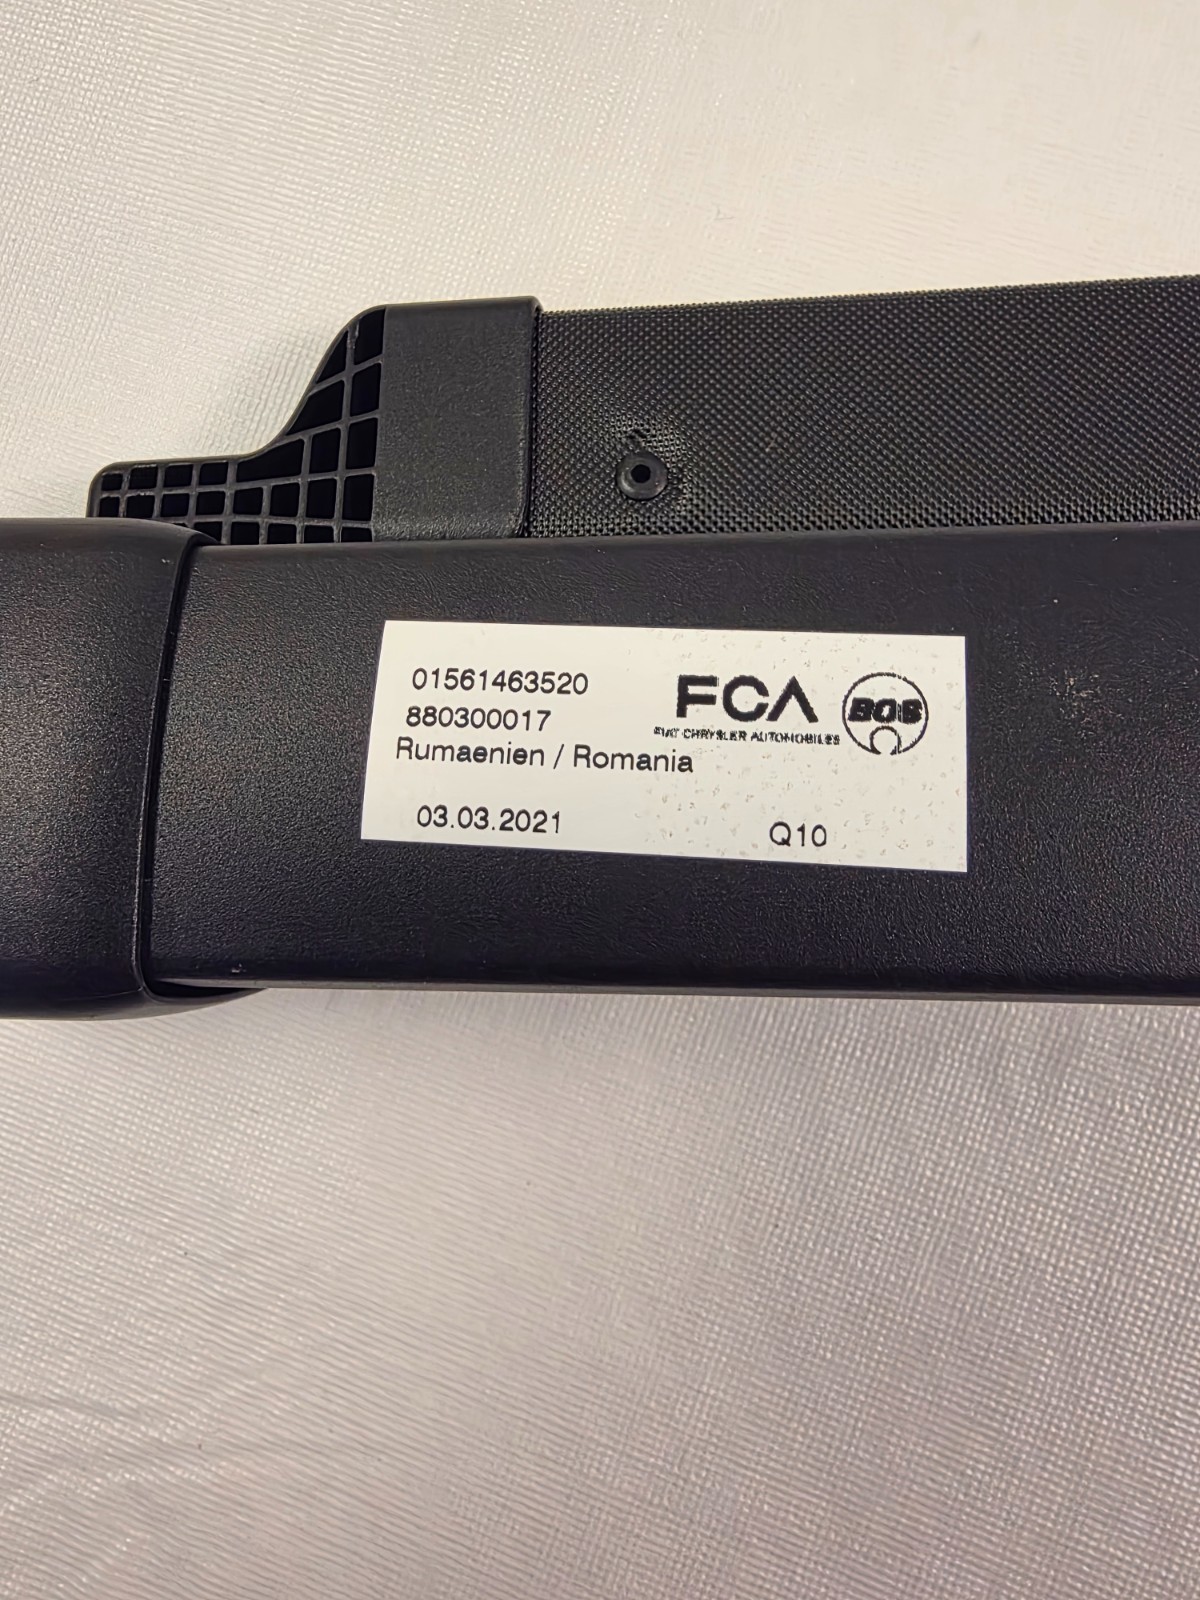 01561463520
880300017
Rumaenien / Romania
03.03.2021
FCA
FIAT CHRYSLER AUTOMOBILES
BOS
Q10